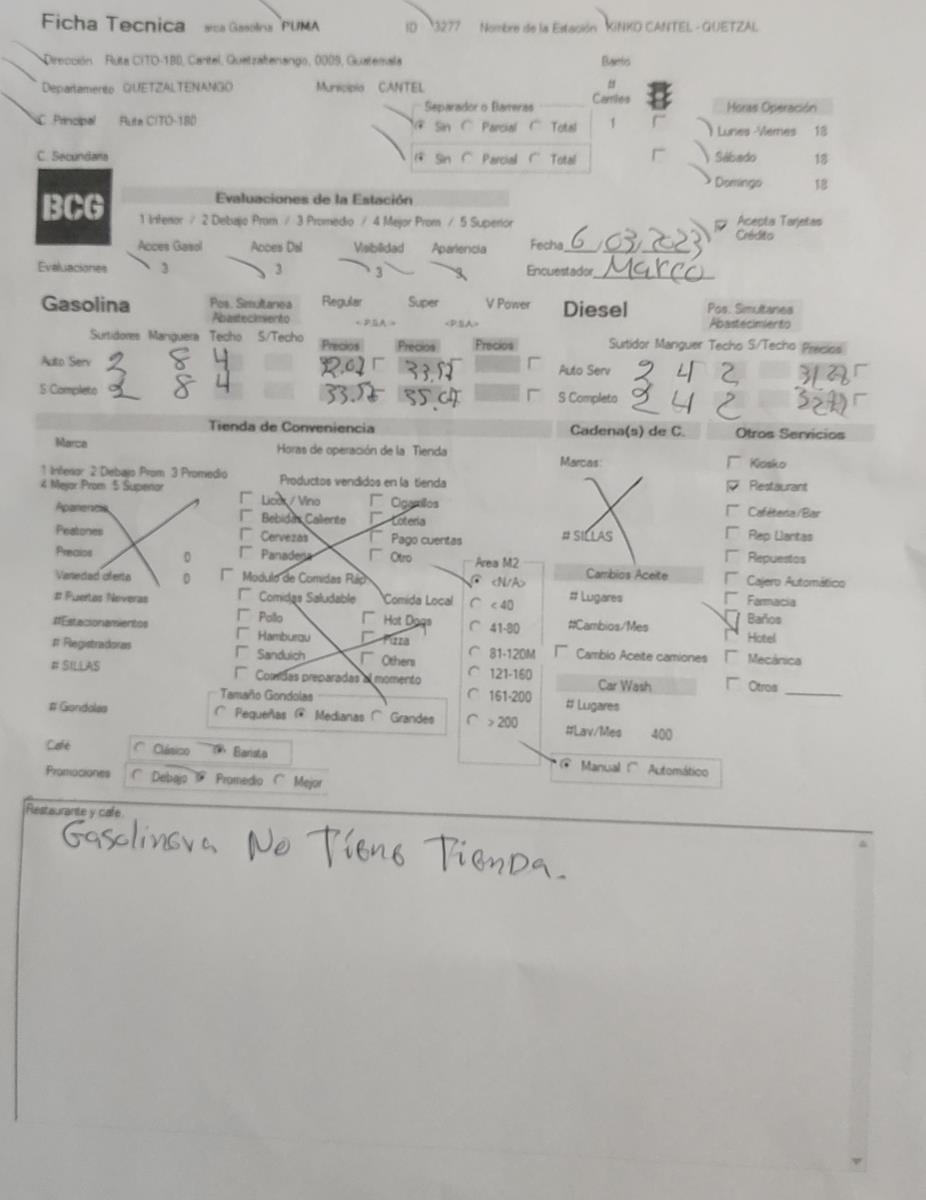 Ficha Tecnica arca Gasolina PUMA ID 3277 Nombre de la Estación KINKO CANTEL - QUETZAL
Dirección Ruta CITO-180, Cantel, Quetzaltenango, 0009, Guatemala Barrio
Departamento QUETZALTENANGO Municipio CANTEL # Carriles
Separador o Barreras Horas Operación
C. Principal Ruta CITO-180 Sin Parcial Total 1 Lunes -Viernes 18
C. Secundaria Sin Parcial Total Sábado 18
Domingo 18
BCG
Evaluaciones de la Estación
1 Inferior / 2 Debajo Prom / 3 Promedio / 4 Mejor Prom / 5 Superior
Acepta Tarjetas Crédito
Acces Gasol Acces Dsl Visibilidad Apariencia Fecha 6/03/2023
Evaluaciones 3 3 3 3 Encuestador Marco
Gasolina Pos. Simultanea Abastecimiento Regular Super V Power Diesel Pos. Simultanea Abastecimiento
<P.S.A.> <P.S.A>
Surtidores Manguera Techo S/Techo Precios Precios Precios Surtidor Manguer Techo S/Techo Precios
Auto Serv 2 8 4 33.57 Auto Serv 2 4 2
S Completo 2 8 4 33.57 S Completo 2 4 2
Tienda de Conveniencia Cadena(s) de C. Otros Servicios
Marca Horas de operación de la Tienda Marcas: Kiosko
1 Inferior 2 Debajo Prom 3 Promedio
4 Mejor Prom 5 Superior
Productos vendidos en la tienda Restaurant
Apariencia Licor / Vino Cigarrillos Cafeteria/Bar
Peatones Bebidas Caliente Loteria # SILLAS Rep Llantas
Precios 0 Cervezas Pago cuentas Repuestos
Variedad oferta 0 Panaderia Otro Area M2 Cambios Aceite Cajero Automático
Modulo de Comidas Rap <N/A>
# Puertas Neveras Comidas Saludable Comida Local < 40 # Lugares Farmacia
#Estacionamientos Pollo Hot Dogs 41-80 #Cambios/Mes Baños
# Registradoras Hamburgu Pizza Hotel
# SILLAS Sanduich Others 81-120M Cambio Aceite camiones Mecánica
Comidas preparadas al momento 121-160 Car Wash Otros
# Gondolas Tamaño Gondolas 161-200 # Lugares
Pequeñas Medianas Grandes > 200 #Lav/Mes 400
Café Clásico Barista Manual Automático
Promociones Debajo Promedio Mejor
Restaurante y cafe.
Gasolinera No Tiene Tienda.